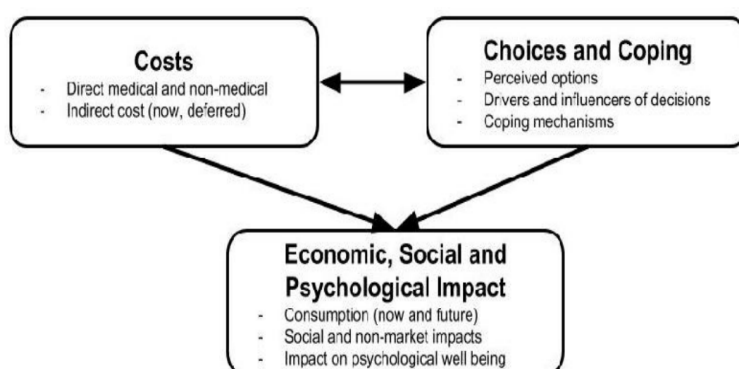 Costs
- Direct medical and non-medical
- Indirect cost (now, deferred)
Choices and Coping
- Perceived options
- Drivers and influencers of decisions
- Coping mechanisms
Economic, Social and
Psychological Impact
- Consumption (now and future)
- Social and non-market impacts
- Impact on psychological well being